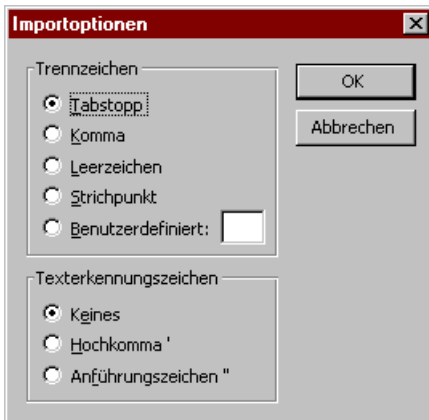 Importoptionen
Trennzeichen
Tabstopp
Komma
Leerzeichen
Strichpunkt
Benutzerdefiniert:
OK
Abbrechen
Texterkennungszeichen
Keines
Hochkomma '
Anführungszeichen "